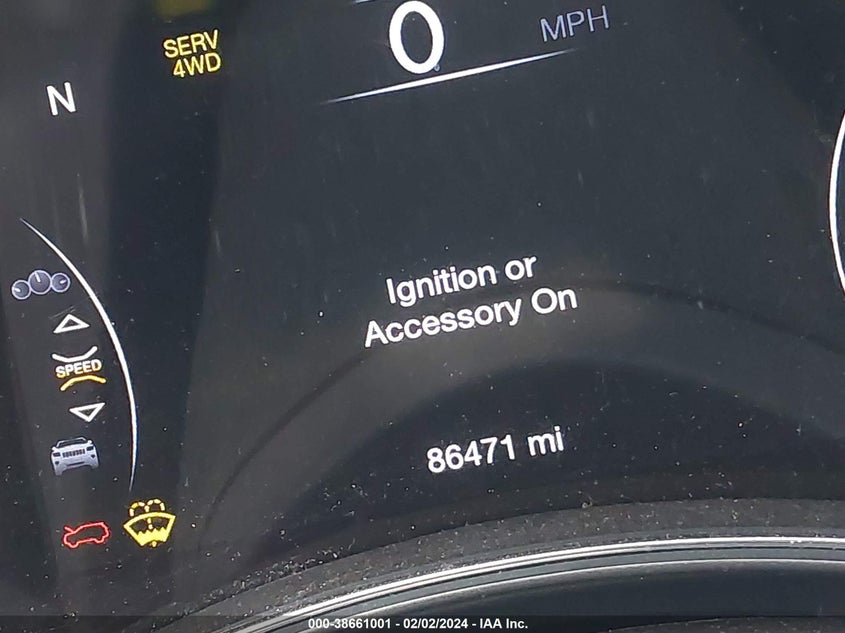 SERV
4WD
0 MPH
N
Ignition or
Accessory On
SPEED
86471 mi
000-38661001 - 02/02/2024 - IAA Inc.